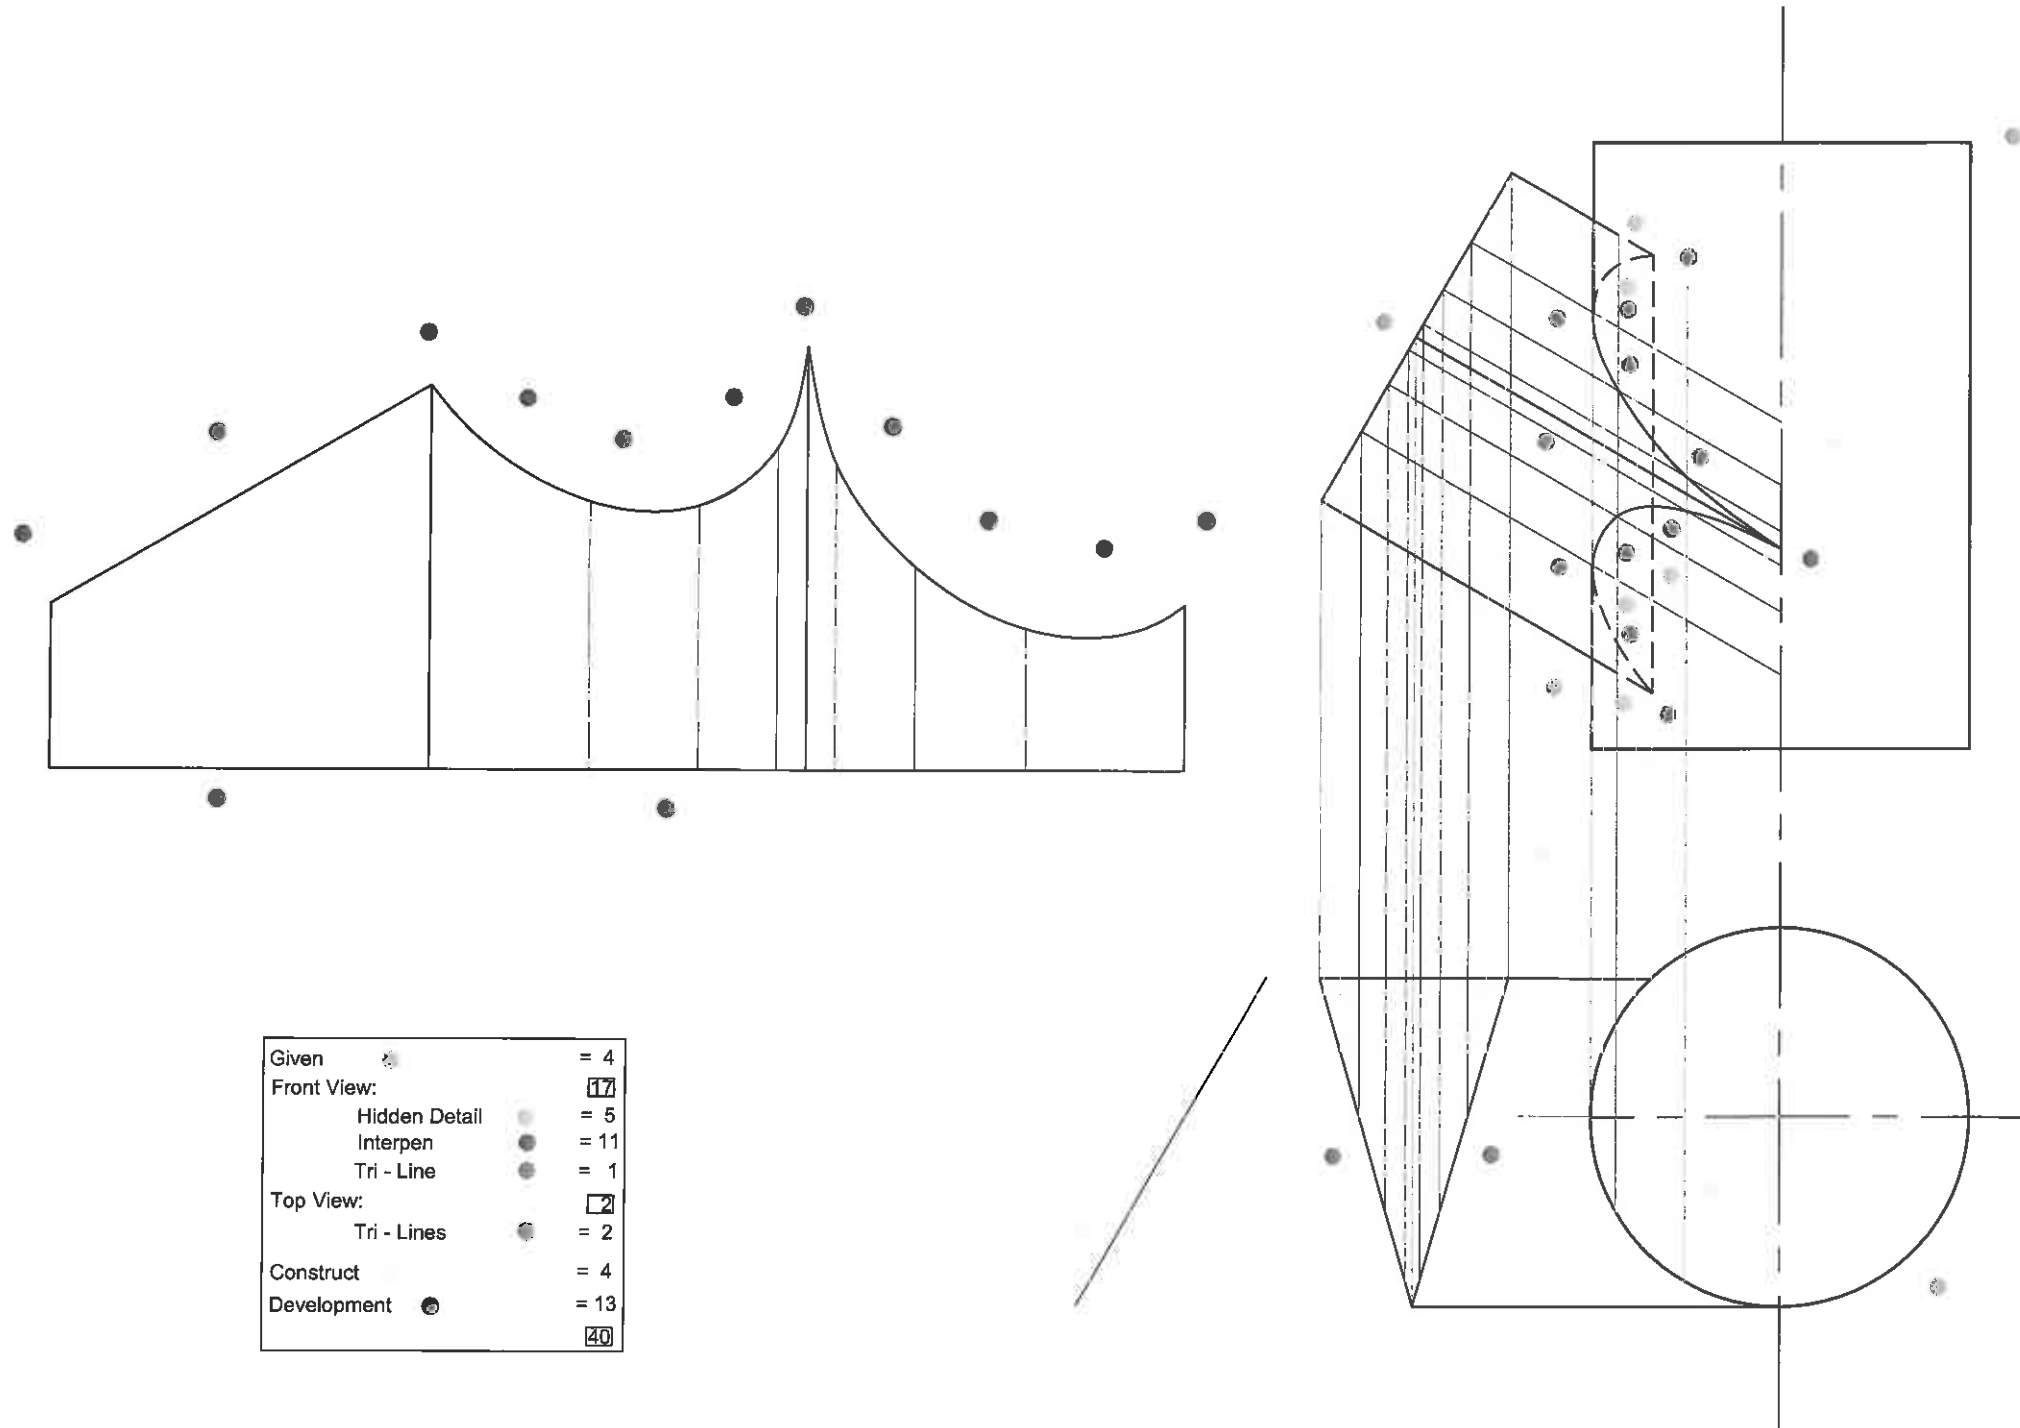 Given = 4
Front View: 17
Hidden Detail = 5
Interpen = 11
Tri - Line = 1
Top View: 2
Tri - Lines = 2
Construct = 4
Development = 13
40